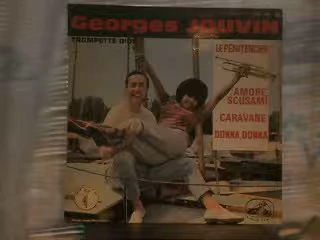 Georges JOUVIN
TROMPETTE D'OR
LE PENITENCIER
AMORE
SCUSAMI
CARAVANE
DONNA, DONNA